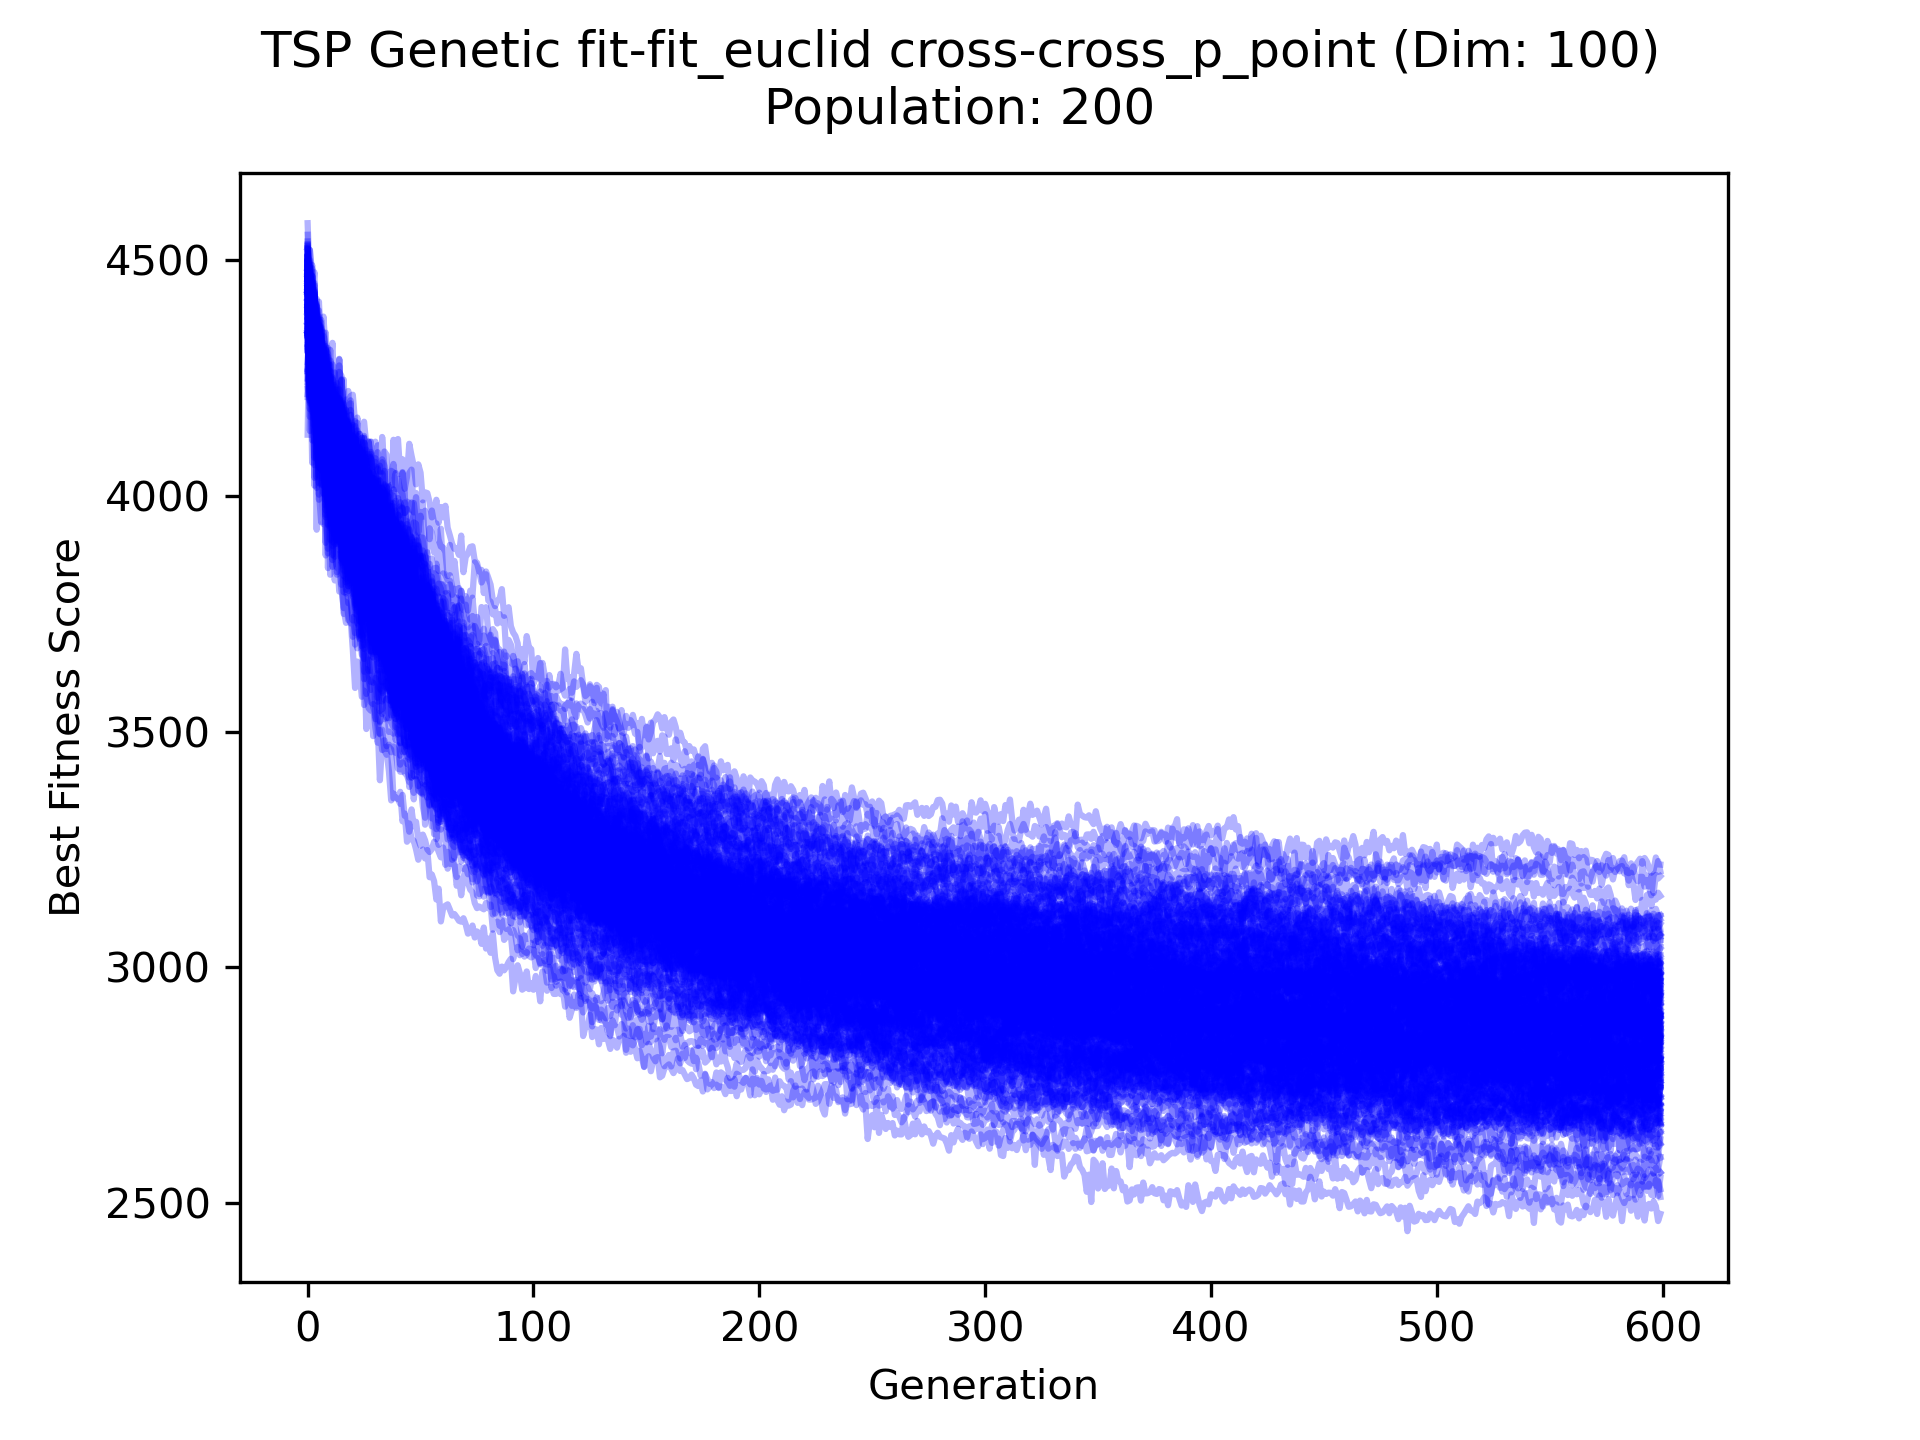 TSP Genetic fit-fit_euclid cross-cross_p_point (Dim: 100)
Population: 200
Best Fitness Score
4500
4000
3500
3000
2500
0 100 200 300 400 500 600
Generation